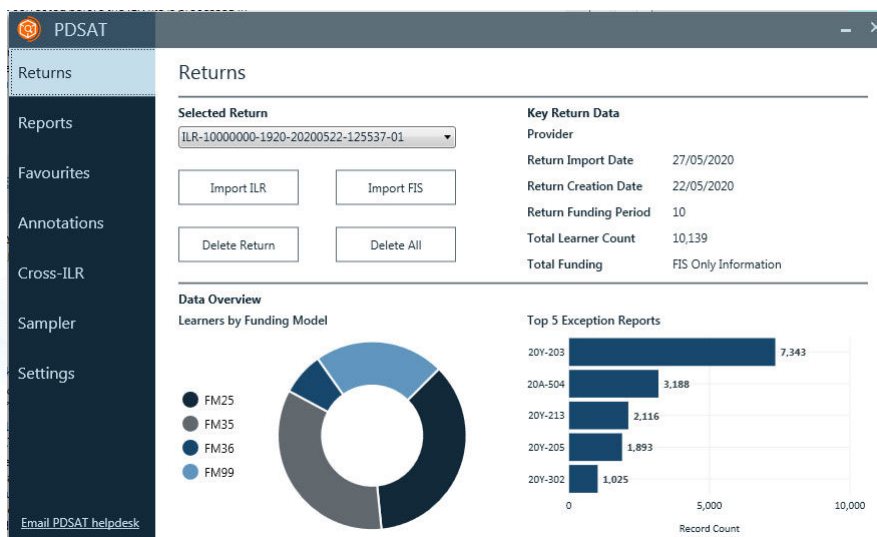 PDSAT
Returns
Reports
Favourites
Annotations
Cross-ILR
Sampler
Settings
Email PDSAT helpdesk
Returns
Selected Return
ILR-10000000-1920-20200522-125537-01
Import ILR
Import FIS
Delete Return
Delete All
Key Return Data
Provider
Return Import Date 27/05/2020
Return Creation Date 22/05/2020
Return Funding Period 10
Total Learner Count 10,139
Total Funding FIS Only Information
Data Overview
Learners by Funding Model
FM25
FM35
FM36
FM99
Top 5 Exception Reports
20Y-203 7,343
20A-504 3,188
20Y-213 2,116
20Y-205 1,893
20Y-302 1,025
0 5,000 10,000
Record Count